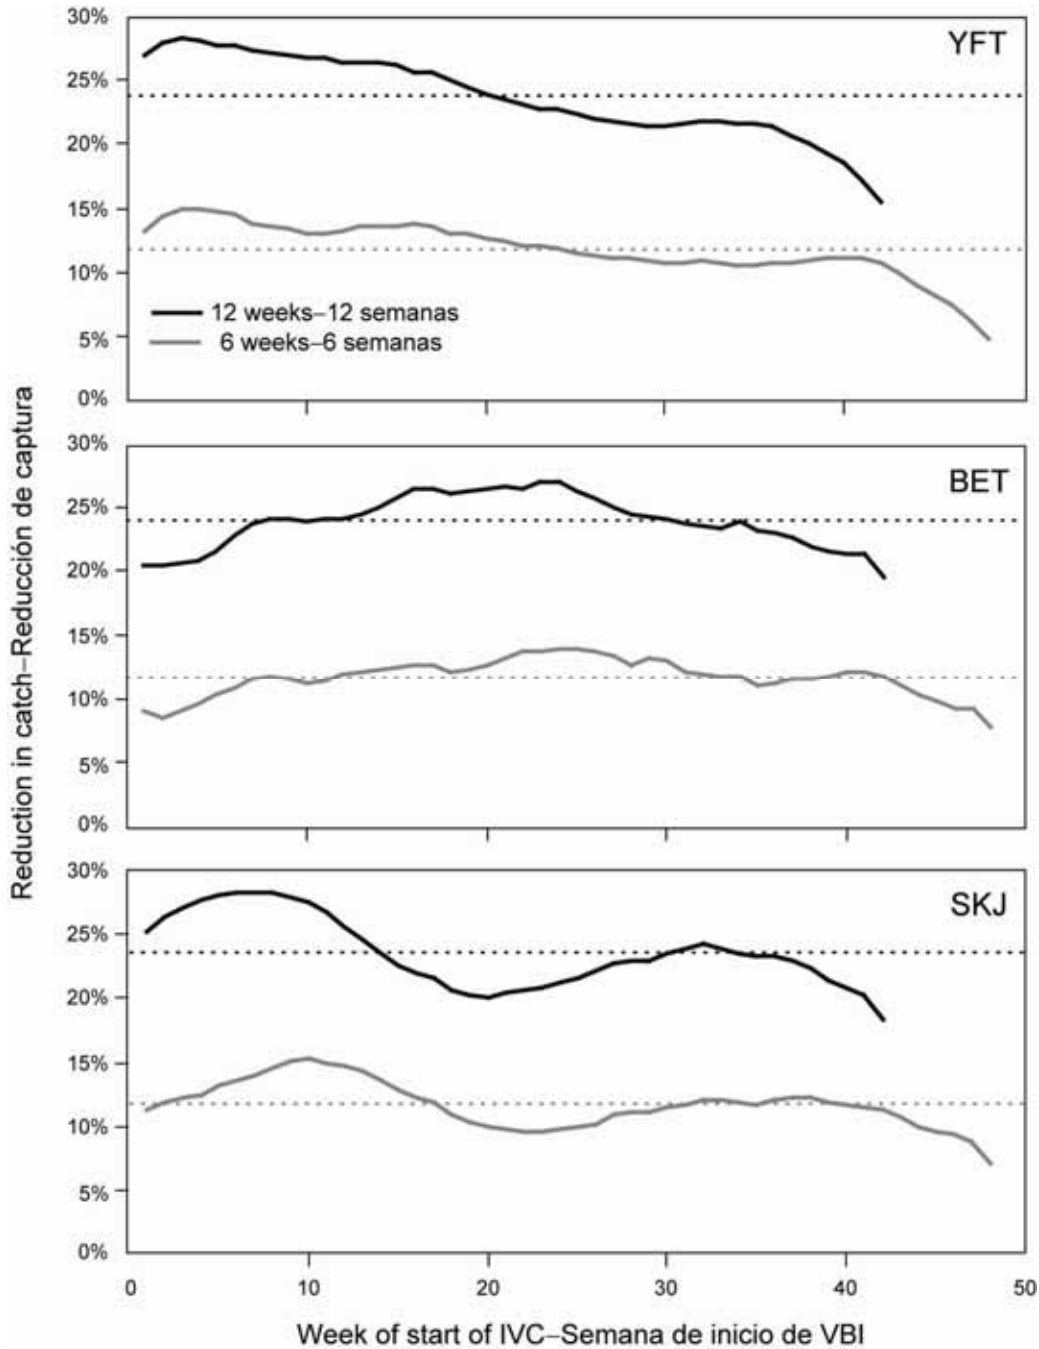 30%
25%
20%
15%
10%
5%
0%
YFT
12 weeks–12 semanas
6 weeks–6 semanas
30%
25%
20%
15%
10%
5%
0%
BET
30%
25%
20%
15%
10%
5%
0%
SKJ
0 10 20 30 40 50
Reduction in catch–Reducción de captura
Week of start of IVC–Semana de inicio de VBI